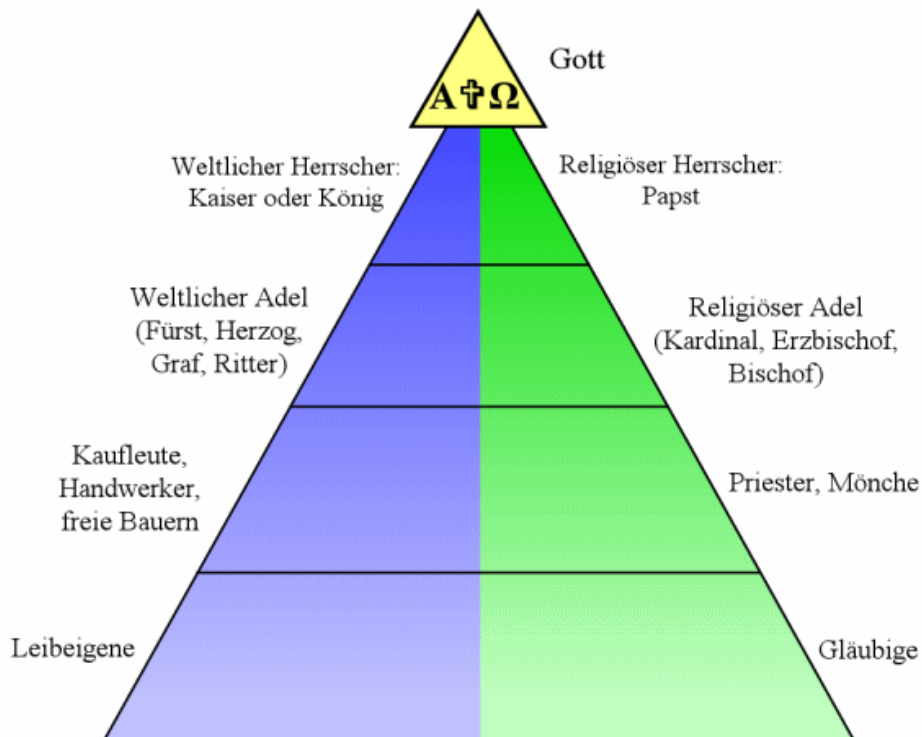 Gott
Α✞Ω
Weltlicher Herrscher:
Kaiser oder König
Religiöser Herrscher:
Papst
Weltlicher Adel
(Fürst, Herzog,
Graf, Ritter)
Religiöser Adel
(Kardinal, Erzbischof,
Bischof)
Kaufleute,
Handwerker,
freie Bauern
Priester, Mönche
Leibeigene
Gläubige